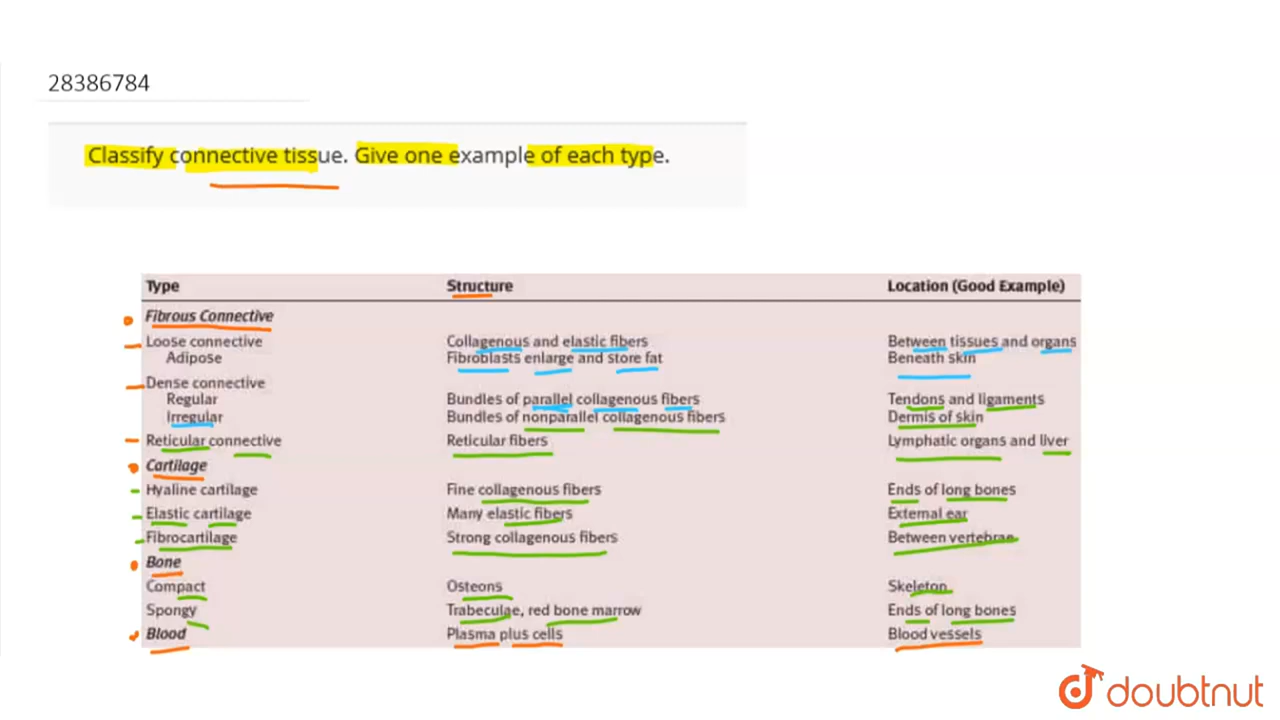 28386784
Classify connective tissue. Give one example of each type.
Type Structure Location (Good Example)
Fibrous Connective
Loose connective Collagenous and elastic fibers Between tissues and organs
Adipose Fibroblasts enlarge and store fat Beneath skin
Dense connective
Regular Bundles of parallel collagenous fibers Tendons and ligaments
Irregular Bundles of nonparallel collagenous fibers Dermis of skin
Reticular connective Reticular fibers Lymphatic organs and liver
Cartilage
Hyaline cartilage Fine collagenous fibers Ends of long bones
Elastic cartilage Many elastic fibers External ear
Fibrocartilage Strong collagenous fibers Between vertebrae
Bone
Compact Osteons Skeleton
Spongy Trabeculae, red bone marrow Ends of long bones
Blood Plasma plus cells Blood vessels
doubtnut